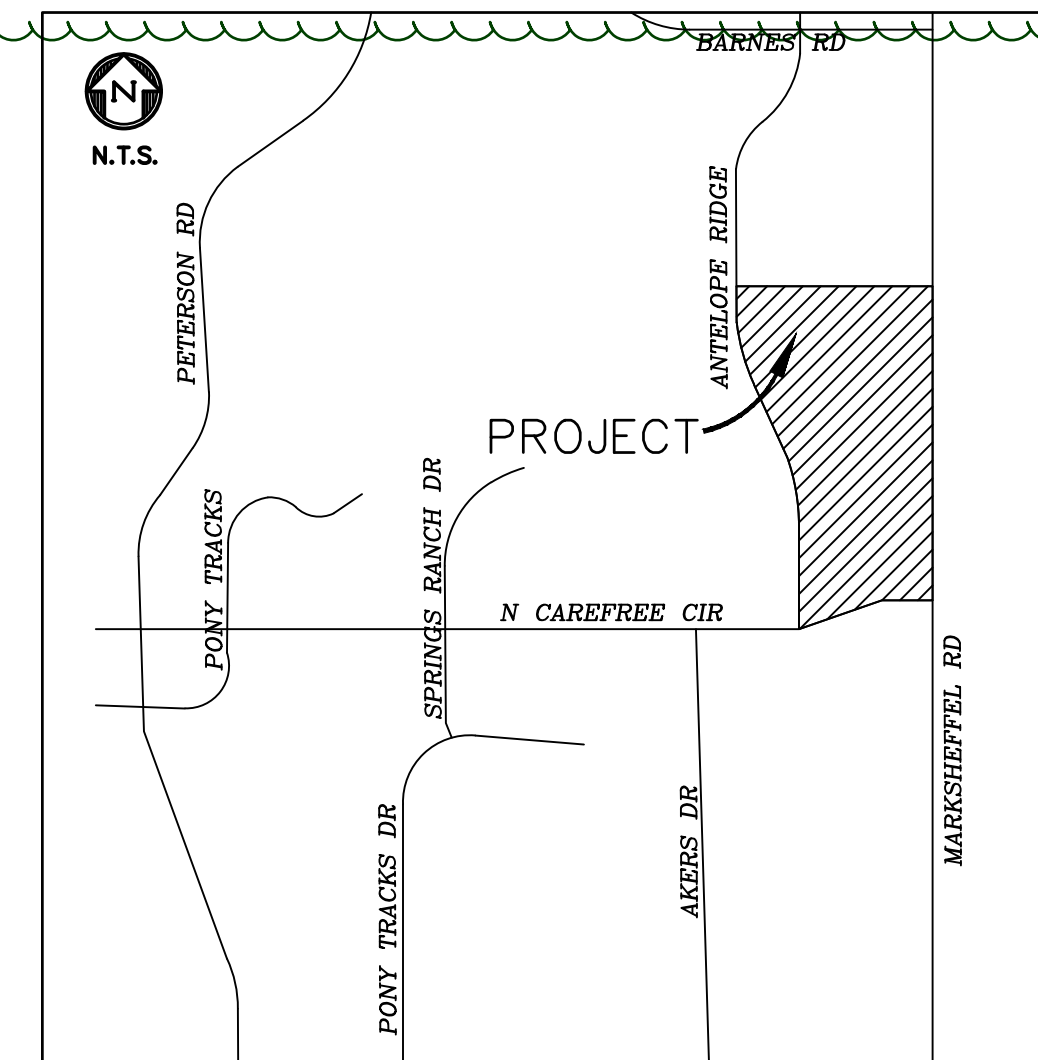 BARNES RD
N
N.T.S.
PETERSON RD
ANTELOPE RIDGE
PROJECT
PONY TRACKS
SPRINGS RANCH DR
N CAREFREE CIR
MARKSHEFFEL RD
PONY TRACKS DR
AKERS DR